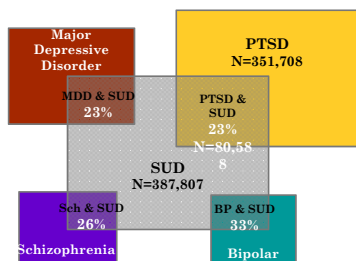 Major
Depressive
Disorder
PTSD
N=351,708
MDD & SUD
23%
PTSD &
SUD
23%
N=80,58
8
SUD
N=387,807
Sch & SUD
26%
Schizophrenia
BP & SUD
33%
Bipolar